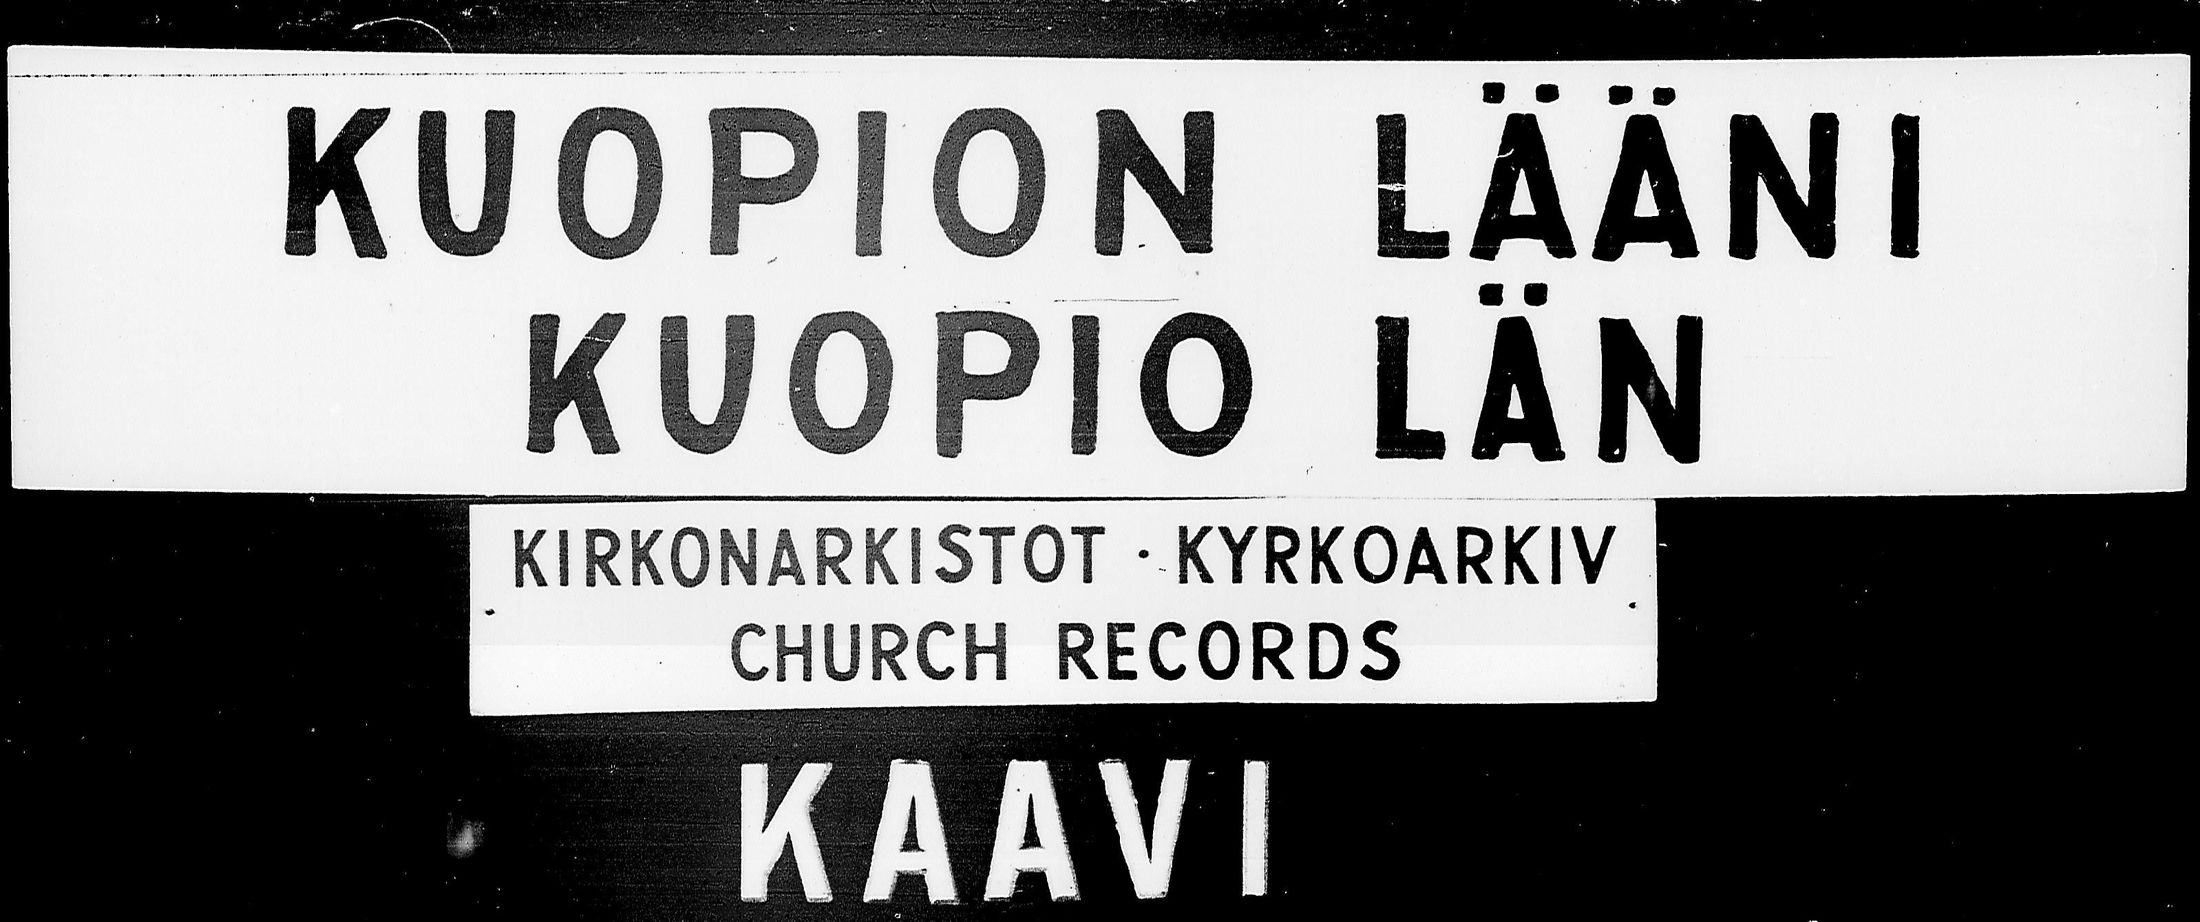 KUOPION LÄÄNI
KUOPIO LÄN
KIRKONARKISTOT · KYRKOARKIV
CHURCH RECORDS
KAAVI